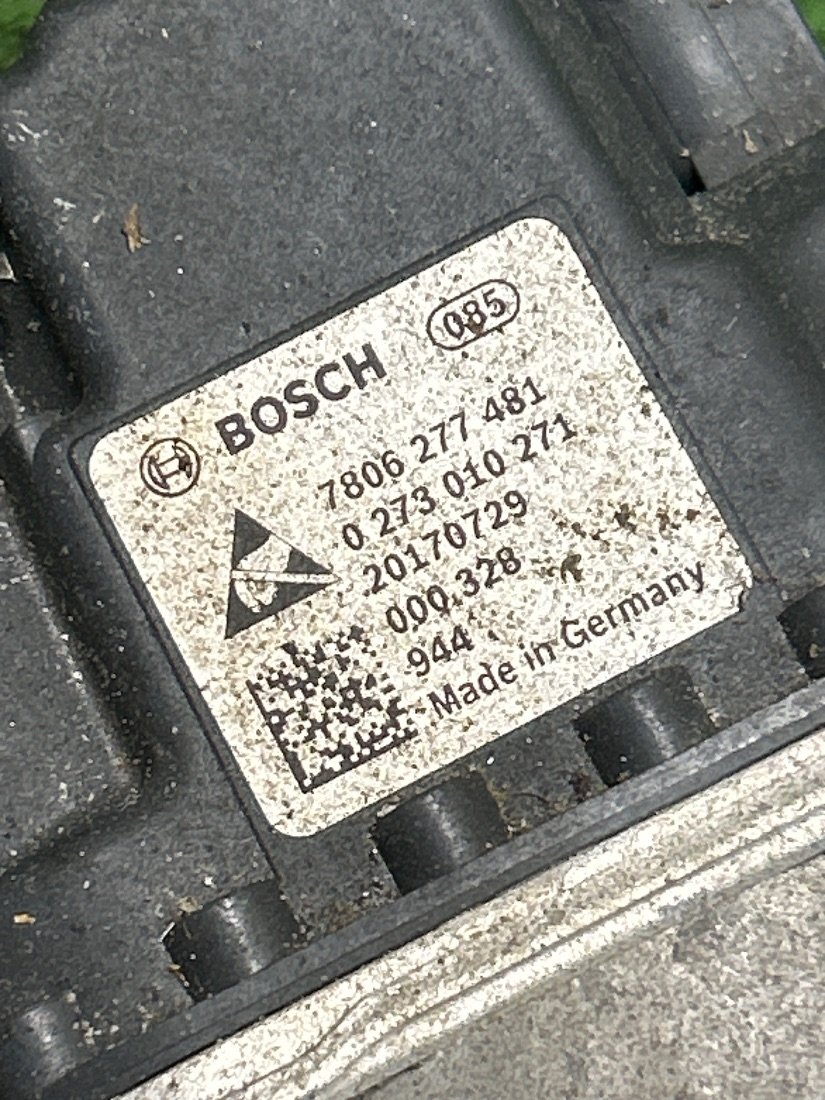 BOSCH 085
7806 277 481
0 273 010 271
20170729
000.328
944
Made in Germany